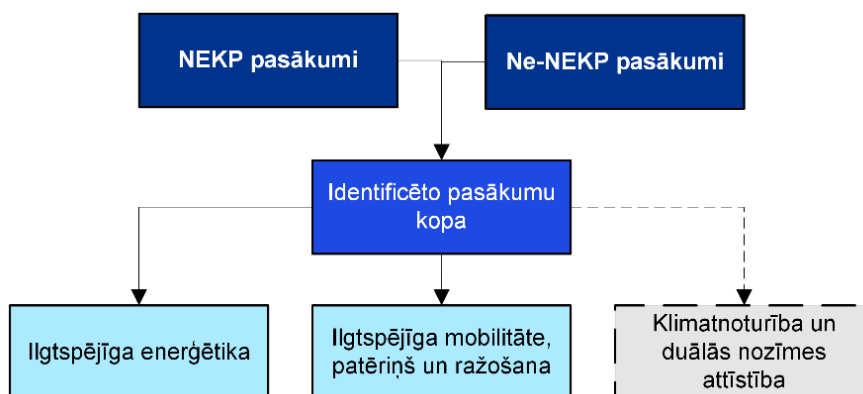 NEKP pasākumi
Ne-NEKP pasākumi
Identificēto pasākumu
kopa
Ilgtspējīga enerģētika
Ilgtspējīga mobilitāte,
patēriņš un ražošana
Klimatnoturība un
duālās nozīmes
attīstība